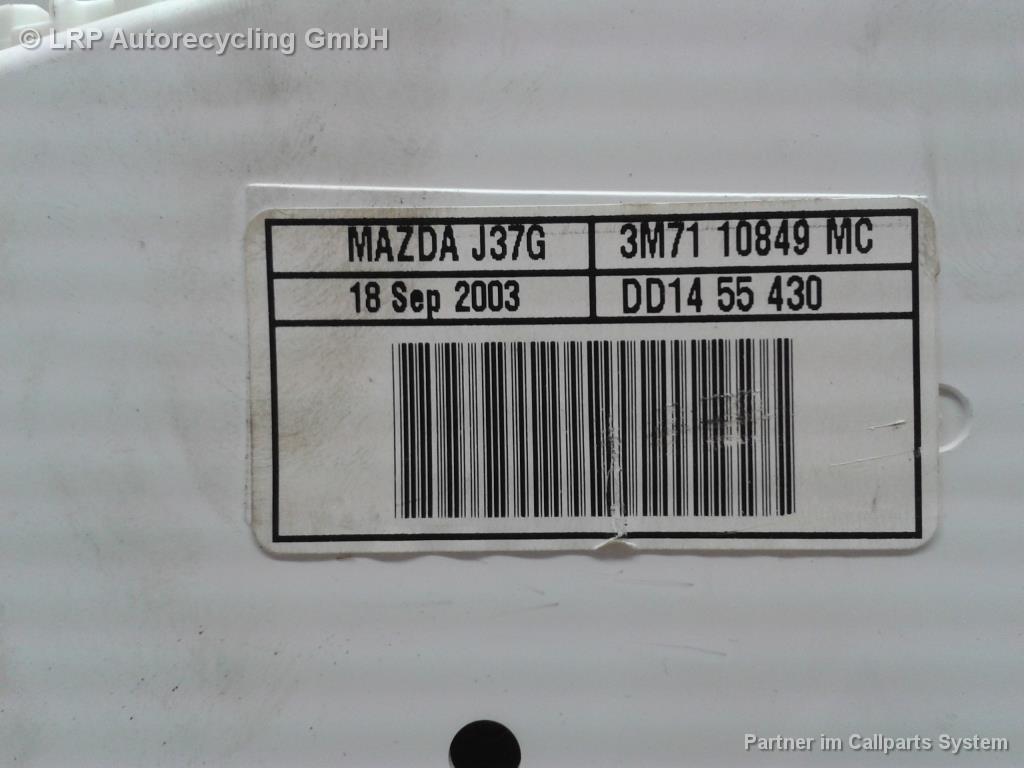 © LRP Autorecycling GmbH
MAZDA J37G 3M71 10849 MC
18 Sep 2003 DD14 55 430
Partner im Callparts System